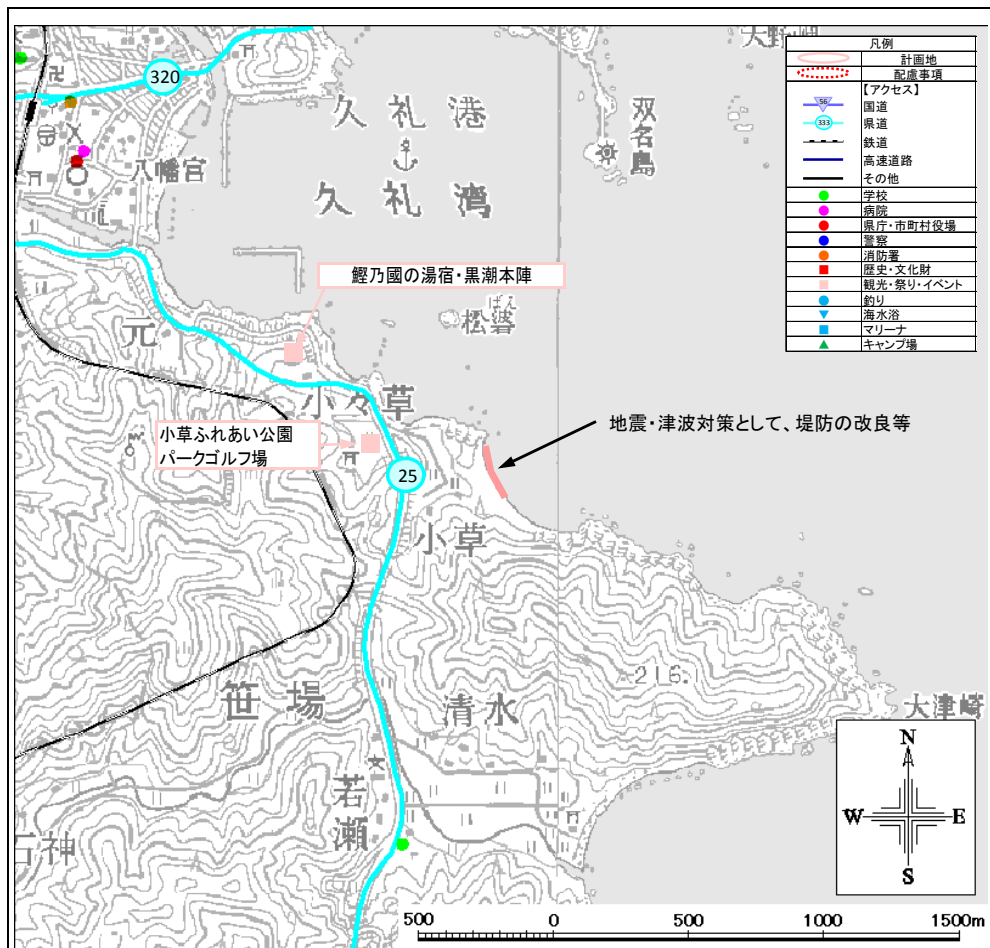 320
久礼港
久礼湾
双名島
八幡宮
鰹乃國の湯宿・黒潮本陣
ばえ
松碆
元
小々草
小草ふれあい公園
パークゴルフ場
25
地震・津波対策として、堤防の改良等
小草
216.
笹場
清水
大津崎
若瀬
凡例
計画地
配慮事項
【アクセス】
56
国道
333
県道
鉄道
高速道路
その他
学校
病院
県庁・市町村役場
警察
消防署
歴史・文化財
観光・祭り・イベント
釣り
海水浴
マリーナ
キャンプ場
N
W E
S
500 0 500 1000 1500m